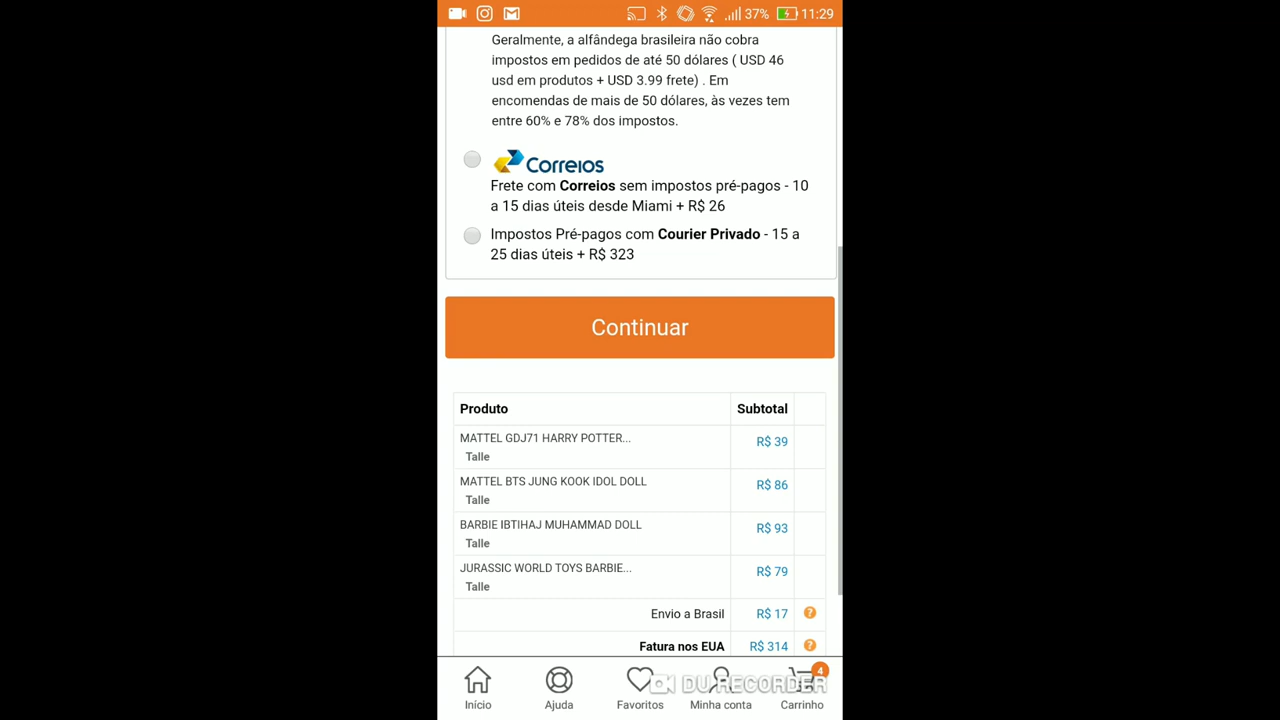 37% 11:29
Geralmente, a alfândega brasileira não cobra
impostos em pedidos de até 50 dólares ( USD 46
usd em produtos + USD 3.99 frete) . Em
encomendas de mais de 50 dólares, às vezes tem
entre 60% e 78% dos impostos.
Correios
Frete com Correios sem impostos pré-pagos - 10
a 15 dias úteis desde Miami + R$ 26
Impostos Pré-pagos com Courier Privado - 15 a
25 dias úteis + R$ 323
Continuar
Produto Subtotal
MATTEL GDJ71 HARRY POTTER... R$ 39
Talle
MATTEL BTS JUNG KOOK IDOL DOLL R$ 86
Talle
BARBIE IBTIHAJ MUHAMMAD DOLL R$ 93
Talle
JURASSIC WORLD TOYS BARBIE... R$ 79
Talle
Envio a Brasil R$ 17 ?
Fatura nos EUA R$ 314 ?
4
DU RECORDER
Início Ajuda Favoritos Minha conta Carrinho